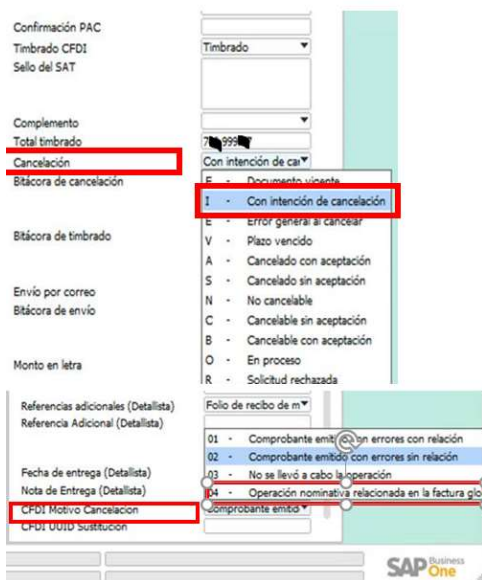 Confirmación PAC
Timbrado CFDI
Timbrado
Sello del SAT
Complemento
Total timbrado
Cancelación
Con intención de can
Bitácora de cancelación
F - Documento vigente
I - Con intención de cancelación
E - Error general al cancelar
V - Plazo vencido
Bitácora de timbrado
A - Cancelado con aceptación
S - Cancelado sin aceptación
Envío por correo
N - No cancelable
Bitácora de envío
C - Cancelable sin aceptación
B - Cancelable con aceptación
Monto en letra
O - En proceso
R - Solicitud rechazada
Referencias adicionales (Detallista)
Folio de recibo de m
Referencia Adicional (Detallista)
01 - Comprobante emitido con errores con relación
02 - Comprobante emitido con errores sin relación
Fecha de entrega (Detallista)
03 - No se llevó a cabo la operación
Nota de Entrega (Detallista)
04 - Operación nominativa relacionada en la factura glo
CFDI Motivo Cancelacion
Comprobante emitid
CFDI UUID Sustitucion
SAP Business One